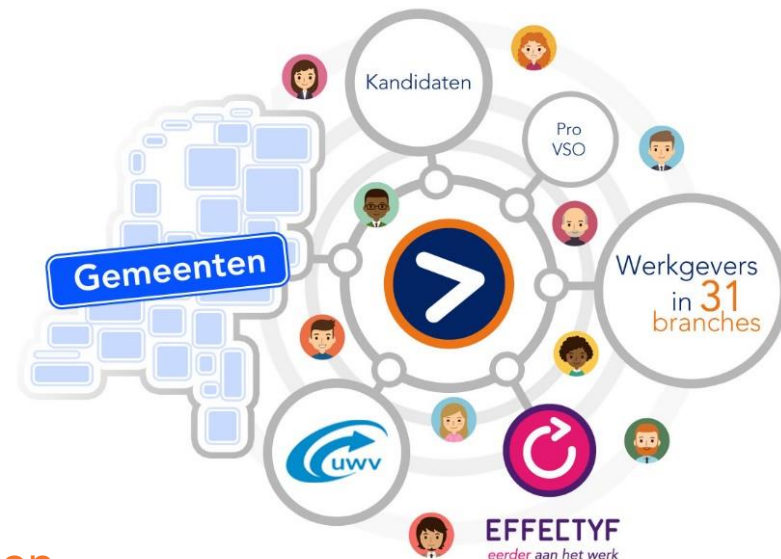 Kandidaten
Pro
VSO
Gemeenten
Werkgevers
in 31
branches
uwv
EFFECTYF
eerder aan het werk